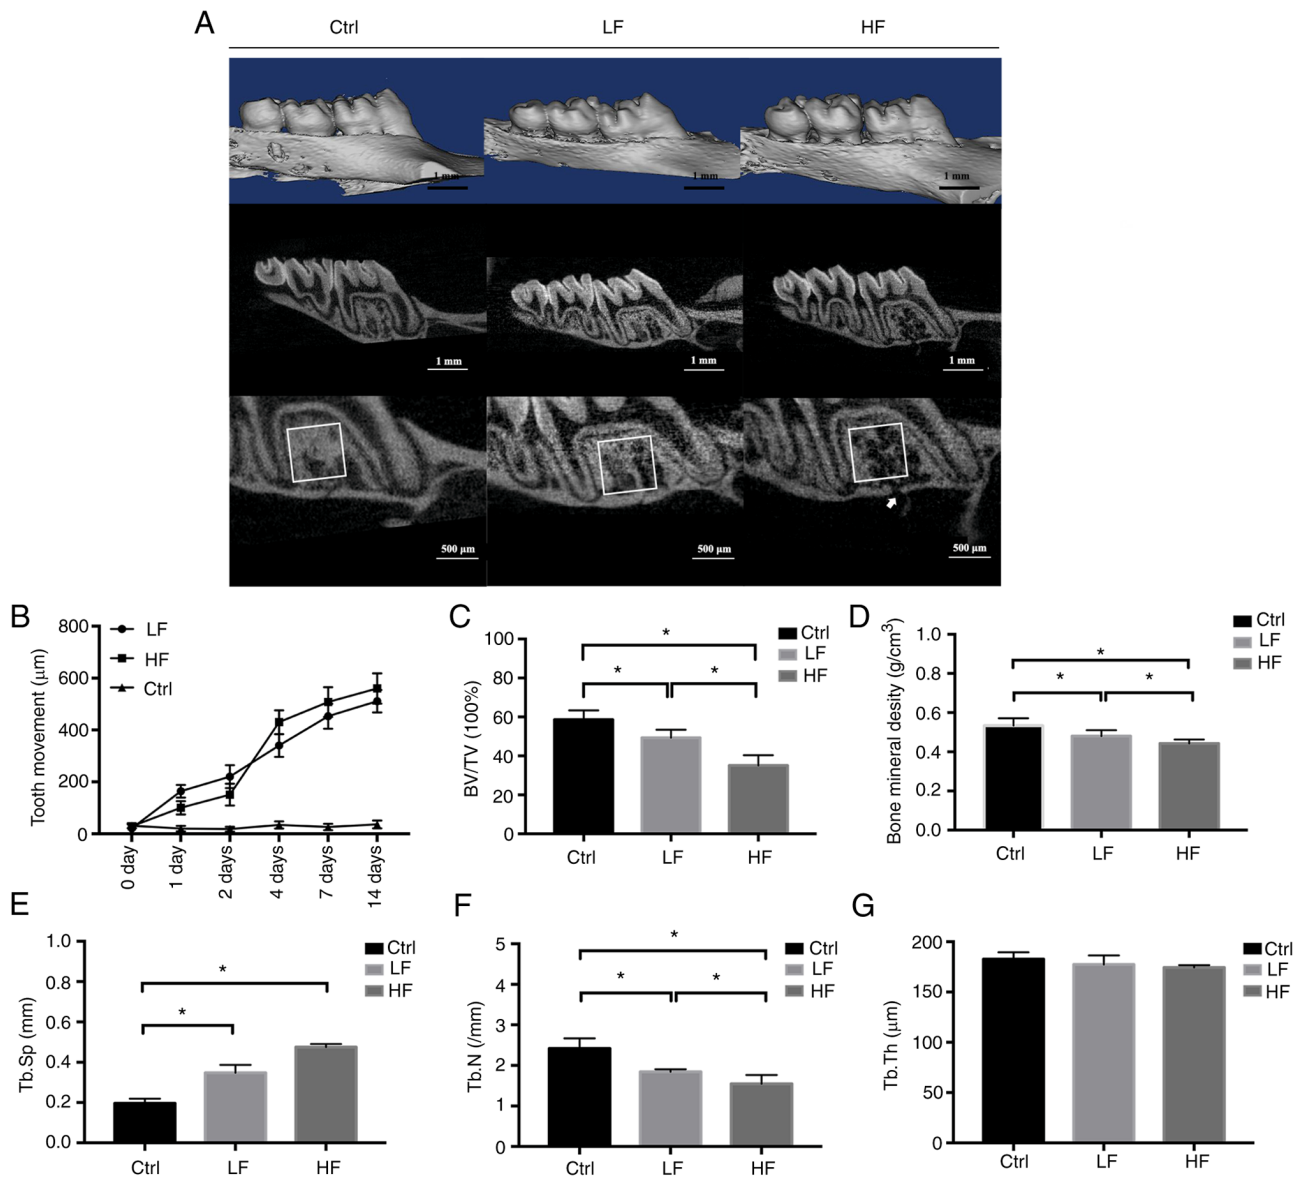 A
Ctrl LF HF
1 mm 1 mm 1 mm
1 mm 1 mm 1 mm
500 µm 500 µm 500 µm
B
Tooth movement (µm)
800
600
400
200
0
LF
HF
Ctrl
0 day 1 day 2 days 4 days 7 days 14 days
C
BV/TV (100%)
100
80
60
40
20
0
* * *
Ctrl
LF
HF
Ctrl LF HF
D
Bone mineral desity (g/cm³)
1.0
0.8
0.6
0.4
0.2
0.0
* * *
Ctrl
LF
HF
Ctrl LF HF
E
Tb.Sp (mm)
1.0
0.8
0.6
0.4
0.2
0.0
* *
Ctrl
LF
HF
Ctrl LF HF
F
Tb.N (/mm)
5
4
3
2
1
0
* * *
Ctrl
LF
HF
Ctrl LF HF
G
Tb.Th (µm)
200
150
100
50
0
Ctrl
LF
HF
Ctrl LF HF